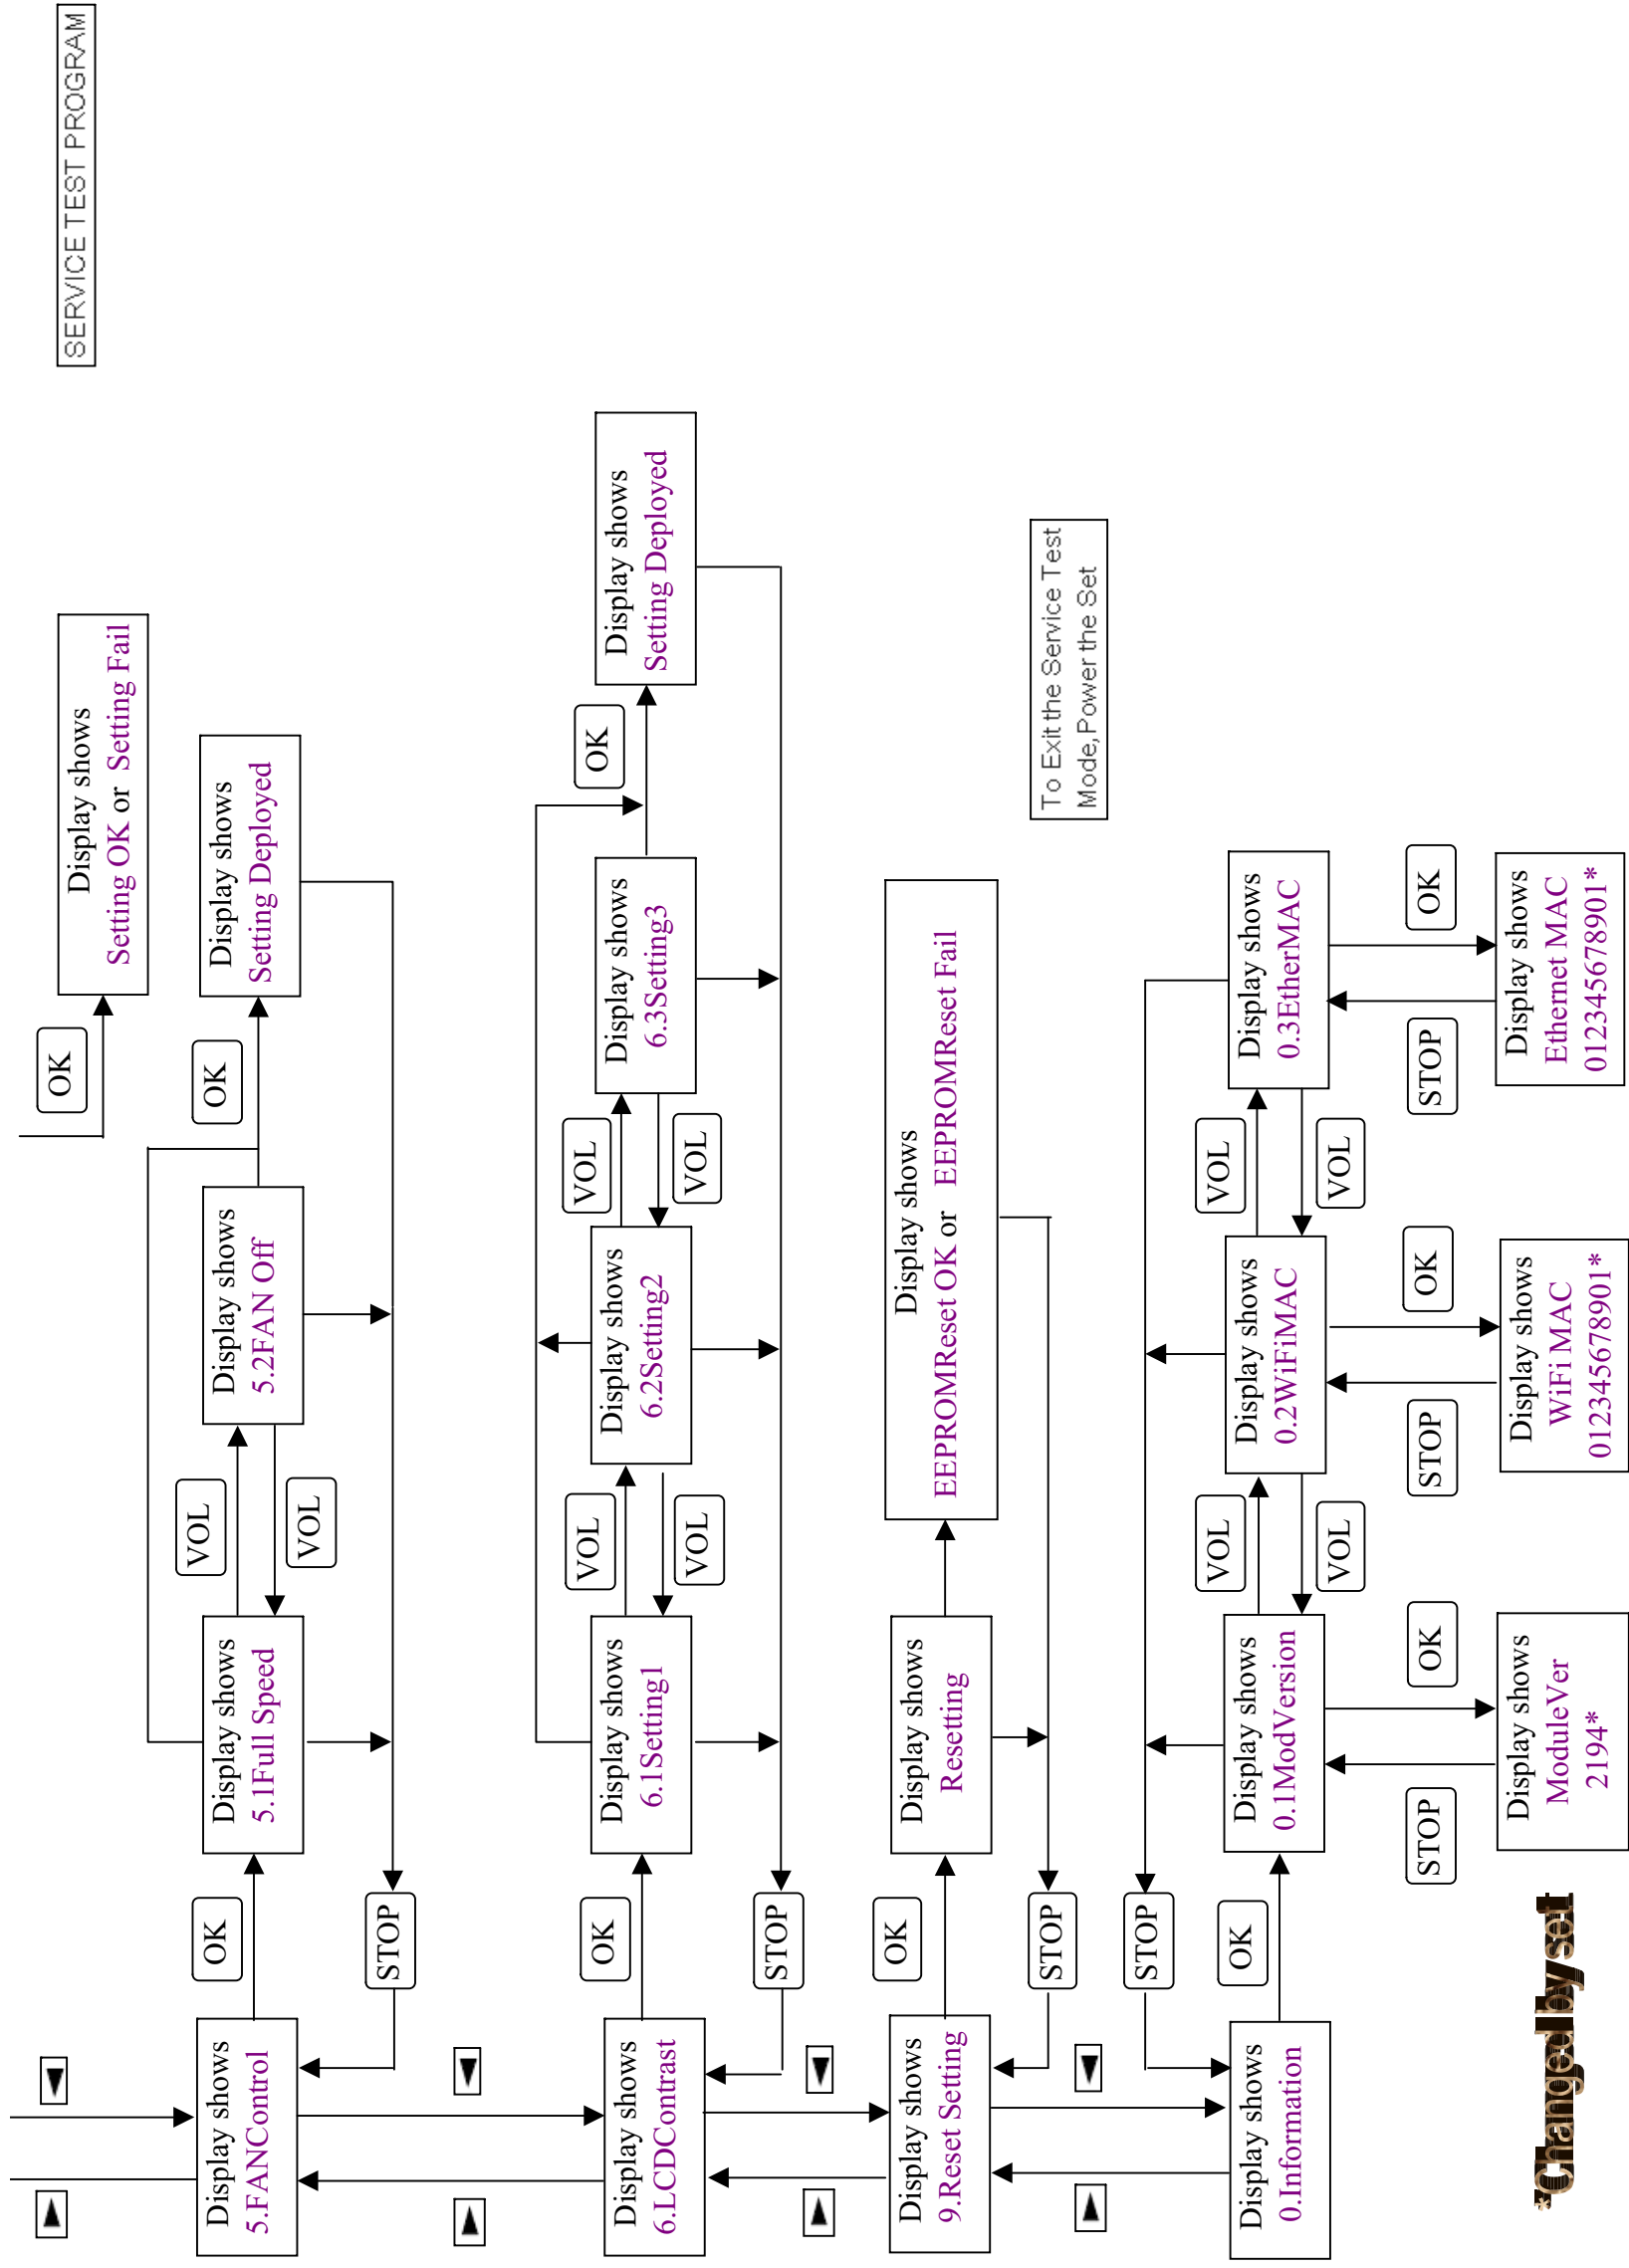 SERVICE TEST PROGRAM
OK
Display shows
Setting OK or Setting Fail
Display shows
5.FANControl
OK
Display shows
5.1Full Speed
VOL
VOL
Display shows
5.2FAN Off
OK
Display shows
Setting Deployed
STOP
Display shows
6.LCDContrast
OK
Display shows
6.1Setting1
VOL
VOL
Display shows
6.2Setting2
VOL
VOL
Display shows
6.3Setting3
OK
Display shows
Setting Deployed
STOP
Display shows
9.Reset Setting
OK
Display shows
Resetting
Display shows
EEPROMReset OK or EEPROMReset Fail
STOP
To Exit the Service Test
Mode,Power the Set
STOP
Display shows
0.Information
OK
Display shows
0.1ModVersion
VOL
VOL
Display shows
0.2WiFiMAC
VOL
VOL
Display shows
0.3EtherMAC
STOP
OK
STOP
OK
STOP
OK
Display shows
ModuleVer
2194*
Display shows
WiFi MAC
012345678901*
Display shows
Ethernet MAC
012345678901*
*Changed by set